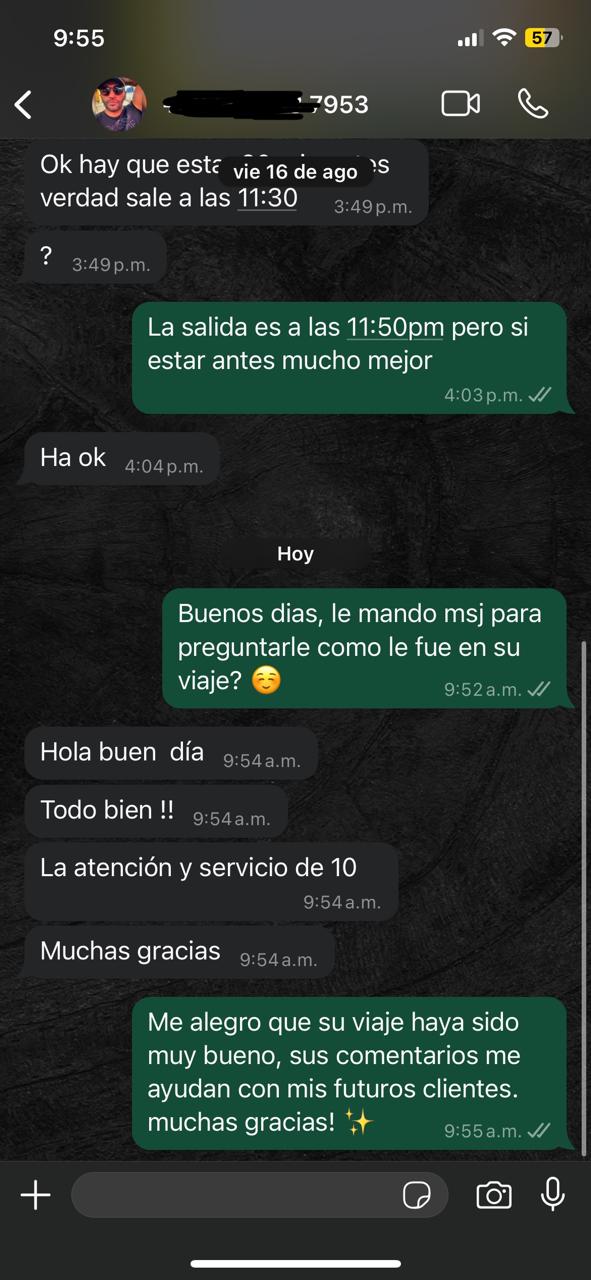 9:55
57
7953
Ok hay que
vie 16 de ago
verdad sale a las 11:30
3:49 p.m.
?
3:49 p.m.
La salida es a las 11:50pm pero si
estar antes mucho mejor
4:03 p.m.
Ha ok
4:04 p.m.
Hoy
Buenos dias, le mando msj para
preguntarle como le fue en su
viaje? ☺️
9:52 a.m.
Hola buen  día
9:54 a.m.
Todo bien !!
9:54 a.m.
La atención y servicio de 10
9:54 a.m.
Muchas gracias
9:54 a.m.
Me alegro que su viaje haya sido
muy bueno, sus comentarios me
ayudan con mis futuros clientes.
muchas gracias! ✨
9:55 a.m.